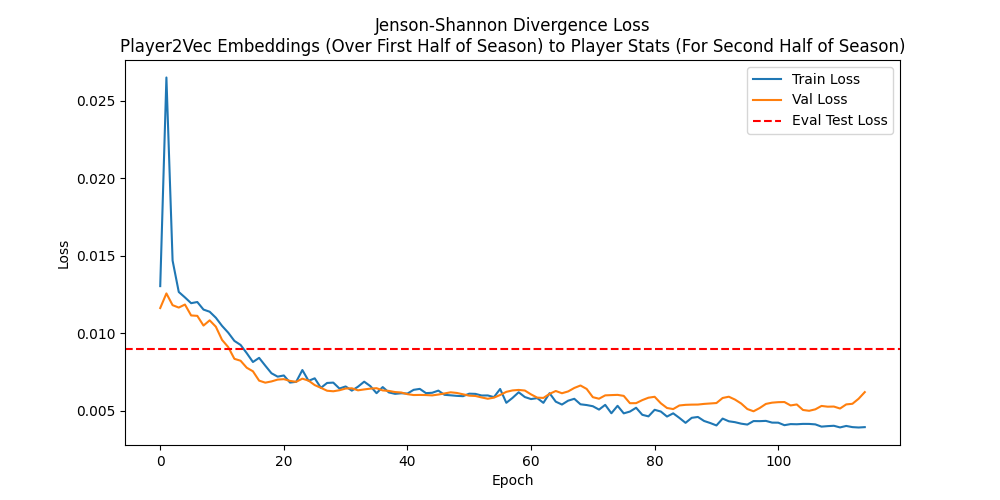 Jenson-Shannon Divergence Loss
Player2Vec Embeddings (Over First Half of Season) to Player Stats (For Second Half of Season)
Train Loss
Val Loss
Eval Test Loss
0.025
0.020
0.015
0.010
0.005
Loss
0 20 40 60 80 100
Epoch